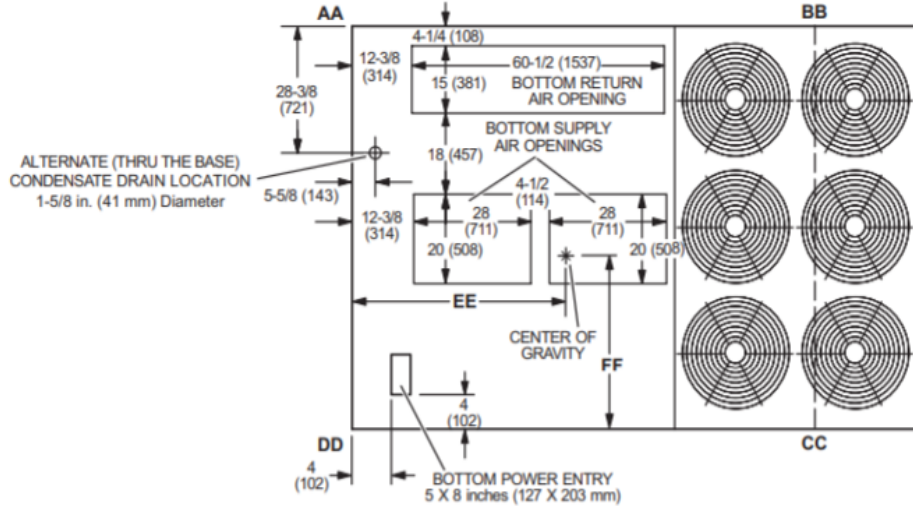 AA
BB
4-1/4 (108)
12-3/8
(314)
60-1/2 (1537)
15 (381)
BOTTOM RETURN
AIR OPENING
28-3/8
(721)
BOTTOM SUPPLY
AIR OPENINGS
18 (457)
ALTERNATE (THRU THE BASE)
CONDENSATE DRAIN LOCATION
1-5/8 in. (41 mm) Diameter
5-5/8 (143)
4-1/2
(114)
12-3/8
(314)
28
(711)
28
(711)
20 (508)
20 (508)
EE
CENTER OF
GRAVITY
FF
4
(102)
DD
CC
4
(102)
BOTTOM POWER ENTRY
5 X 8 inches (127 X 203 mm)